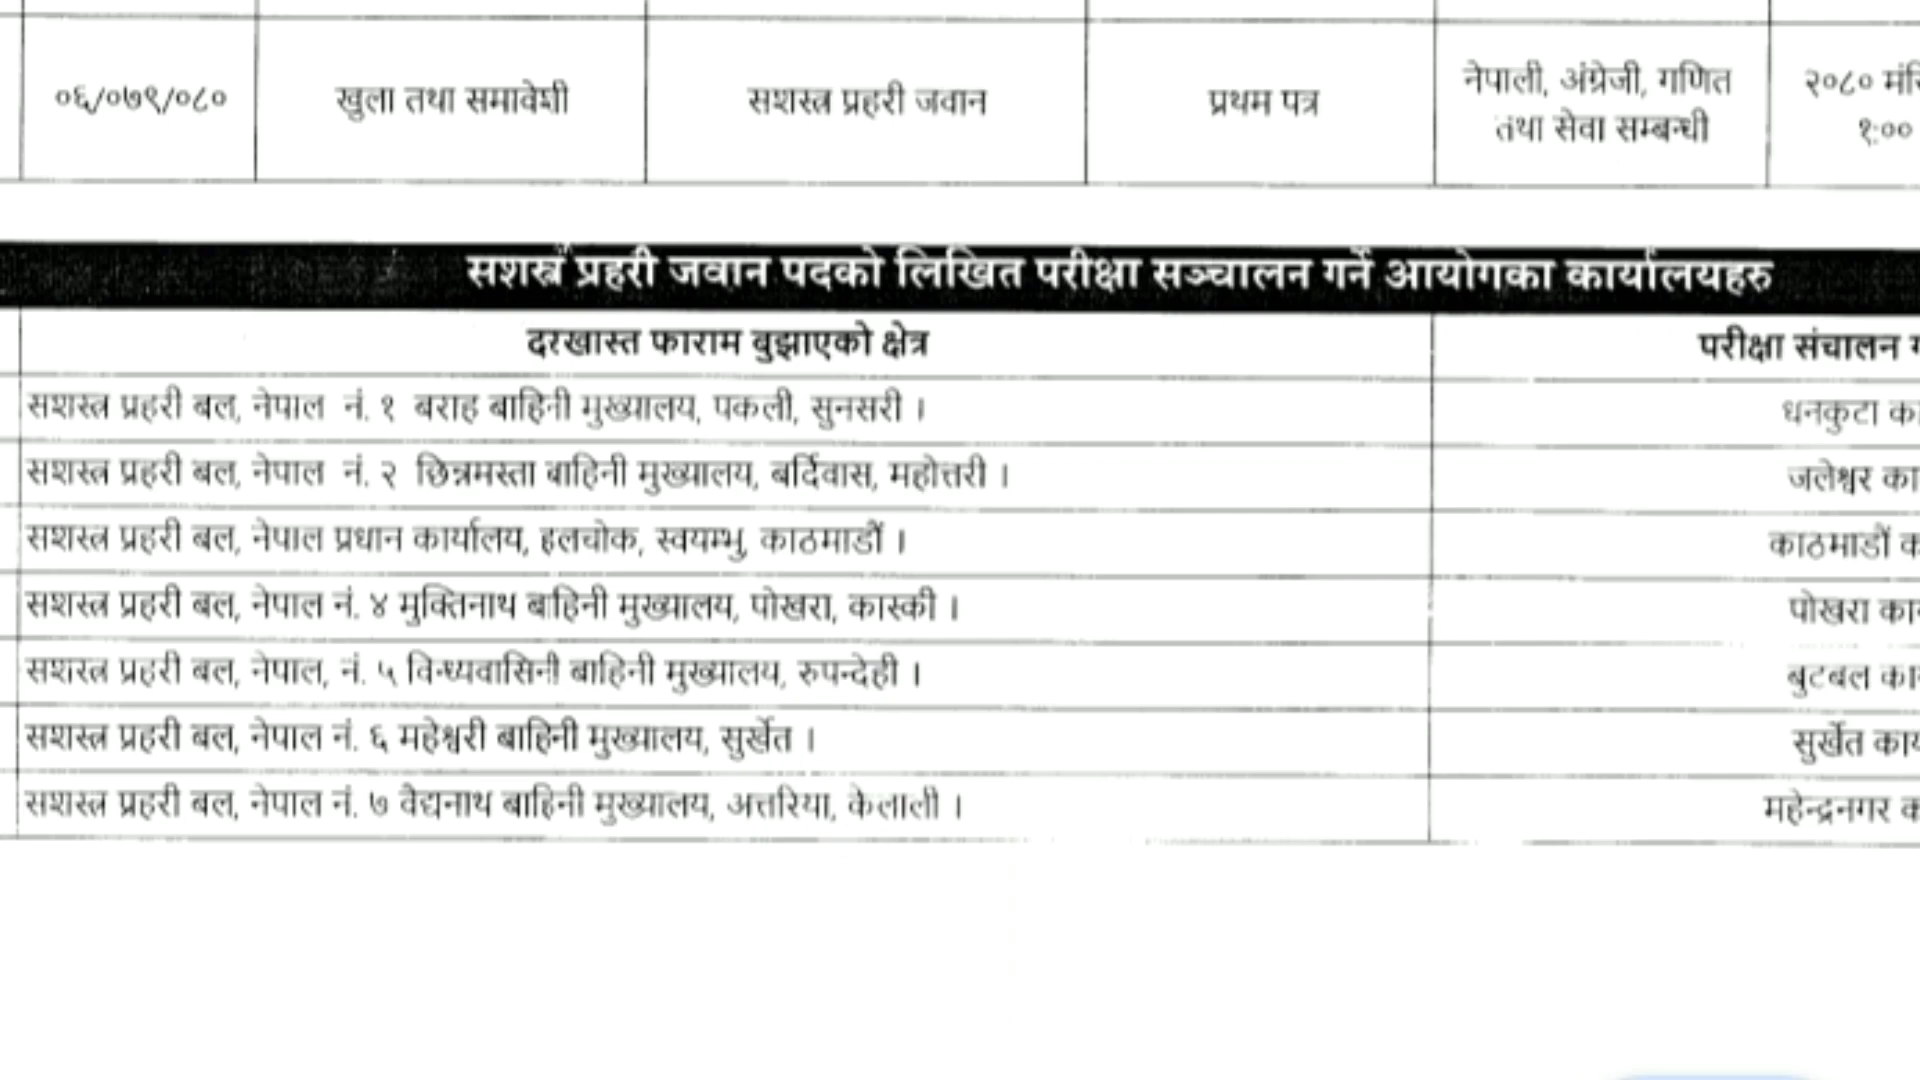 ०६/०७९/०८० खुला तथा समावेशी सशस्त्र प्रहरी जवान प्रथम पत्र नेपाली, अंग्रेजी, गणित २०८०
तथा सेवा सम्बन्धी १:००
सशस्त्र प्रहरी जवान पदको लिखित परीक्षा सञ्चालन गर्ने आयोगका कार्यालयहरु
दरखास्त फाराम बुझाएको क्षेत्र परीक्षा संचालन
सशस्त्र प्रहरी बल, नेपाल नं. १ बराह बाहिनी मुख्यालय, पकली, सुनसरी । धनकुटा
सशस्त्र प्रहरी बल, नेपाल नं. २ छिन्नमस्ता बाहिनी मुख्यालय, बर्दिवास, महोत्तरी । जलेश्वर
सशस्त्र प्रहरी बल, नेपाल प्रधान कार्यालय, हलचोक, स्वयम्भु, काठमाडौं । काठमाडौं
सशस्त्र प्रहरी बल, नेपाल नं. ४ मुक्तिनाथ बाहिनी मुख्यालय, पोखरा, कास्की । पोखरा
सशस्त्र प्रहरी बल, नेपाल, नं. ५ विन्ध्यवासिनी बाहिनी मुख्यालय, रुपन्देही । बुटबल
सशस्त्र प्रहरी बल, नेपाल नं. ६ महेश्वरी बाहिनी मुख्यालय, सुर्खेत । सुर्खेत
सशस्त्र प्रहरी बल, नेपाल नं. ७ वैद्यनाथ बाहिनी मुख्यालय, अत्तरिया, कैलाली । महेन्द्रनगर